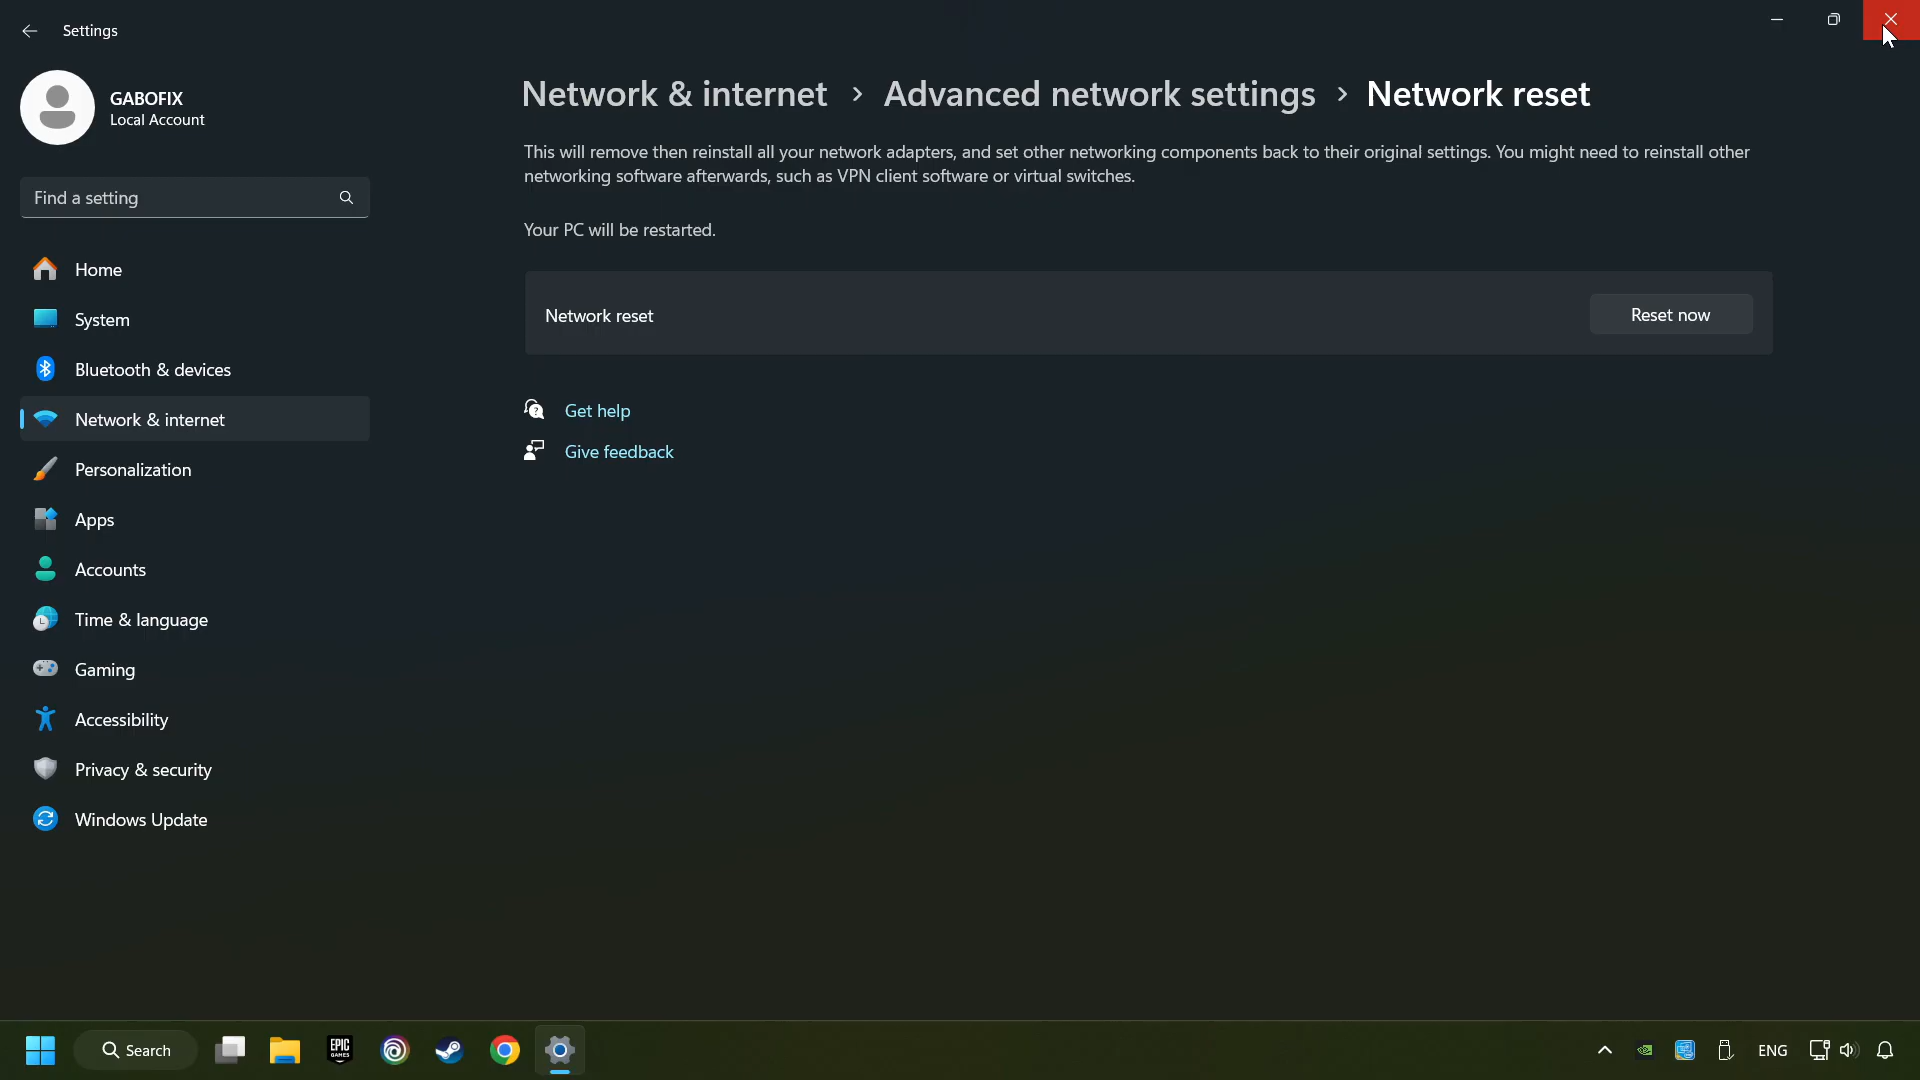 Settings
GABOFIX
Local Account
Find a setting
Home
System
Bluetooth & devices
Network & internet
Personalization
Apps
Accounts
Time & language
Gaming
Accessibility
Privacy & security
Windows Update
Network & internet > Advanced network settings > Network reset
This will remove then reinstall all your network adapters, and set other networking components back to their original settings. You might need to reinstall other
networking software afterwards, such as VPN client software or virtual switches.
Your PC will be restarted.
Network reset
Reset now
Get help
Give feedback
Search
EPIC
GAMES
ENG